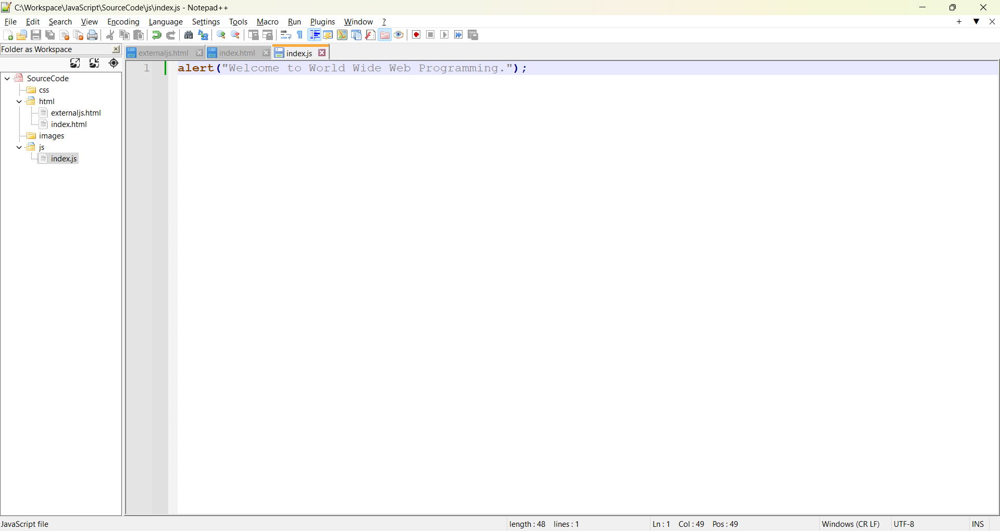 C:\Workspace\JavaScript\SourceCode\js\index.js - Notepad++
File Edit Search View Encoding Language Settings Tools Macro Run Plugins Window ?
Folder as Workspace
externaljs.html index.html index.js
1 alert("Welcome to World Wide Web Programming.");
SourceCode
css
html
externaljs.html
index.html
images
js
index.js
JavaScript file length : 48 lines : 1 Ln : 1 Col : 49 Pos : 49 Windows (CR LF) UTF-8 INS